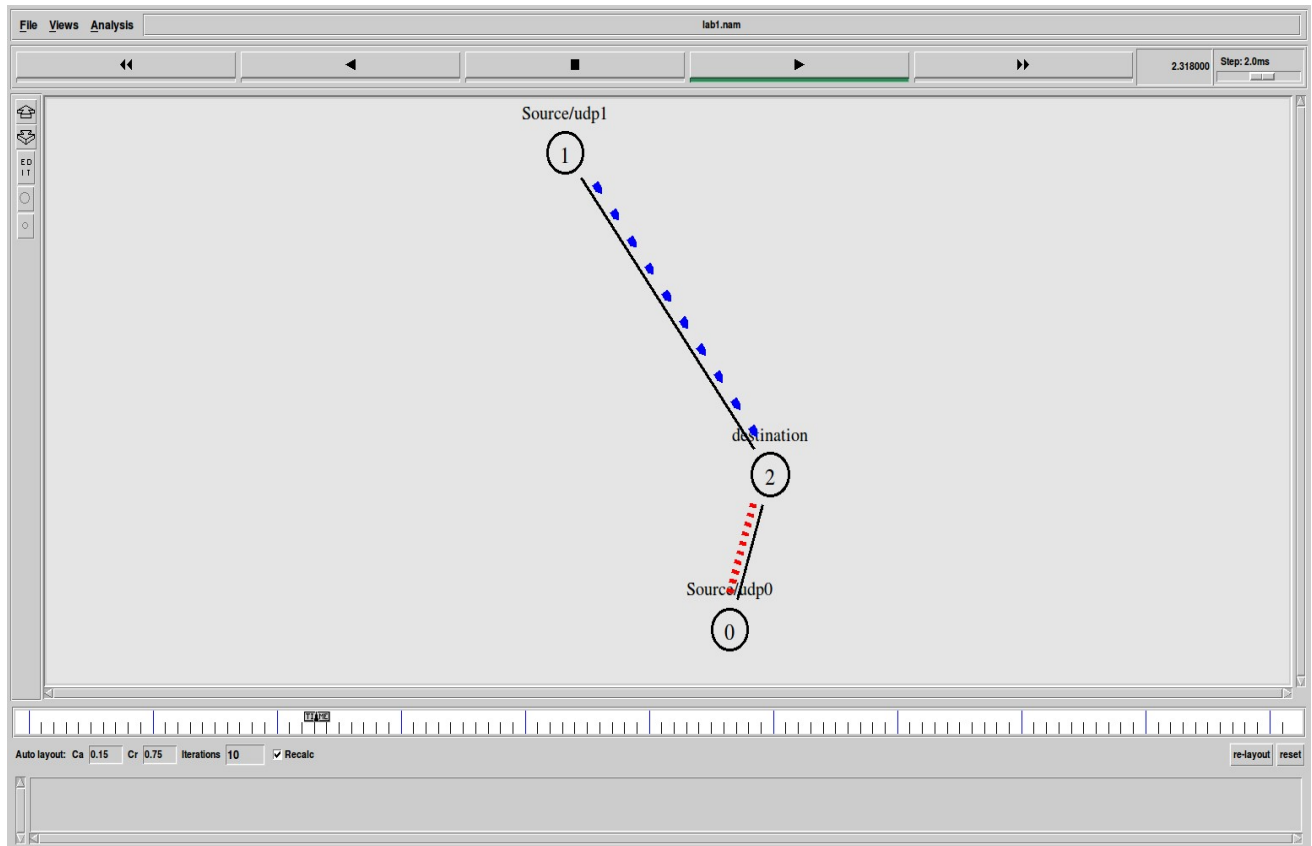 File Views Analysis lab1.nam
2.318000 Step: 2.0ms
Source/udp1
1
ED
IT
destination
2
Source/udp0
0
TIME
Auto layout: Ca 0.15 Cr 0.75 Iterations 10 Recalc re-layout reset